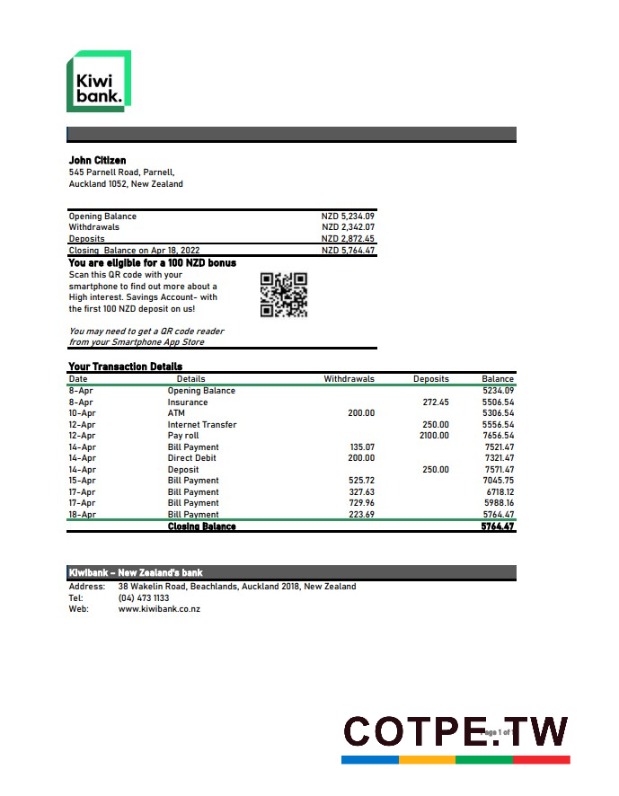 Kiwi
bank.
John Citizen
545 Parnell Road, Parnell,
Auckland 1052, New Zealand
Opening Balance NZD 5,234.09
Withdrawals NZD 2,342.07
Deposits NZD 2,872.45
Closing Balance on Apr 18, 2022 NZD 5,764.47
You are eligible for a 100 NZD bonus
Scan this QR code with your
smartphone to find out more about a
High interest. Savings Account- with
the first 100 NZD deposit on us!
You may need to get a QR code reader
from your Smartphone App Store
Your Transaction Details
Date Details Withdrawals Deposits Balance
8-Apr Opening Balance 5234.09
8-Apr Insurance 272.45 5506.54
10-Apr ATM 200.00 5306.54
12-Apr Internet Transfer 250.00 5556.54
12-Apr Pay roll 2100.00 7656.54
14-Apr Bill Payment 135.07 7521.47
14-Apr Direct Debit 200.00 7321.47
14-Apr Deposit 250.00 7571.47
15-Apr Bill Payment 525.72 7045.75
17-Apr Bill Payment 327.63 6718.12
17-Apr Bill Payment 729.96 5988.16
18-Apr Bill Payment 223.69 5764.47
Closing Balance 5764.47
Kiwibank – New Zealand's bank
Address: 38 Wakelin Road, Beachlands, Auckland 2018, New Zealand
Tel: (04) 473 1133
Web: www.kiwibank.co.nz
Page 1 of
COTPE.TW